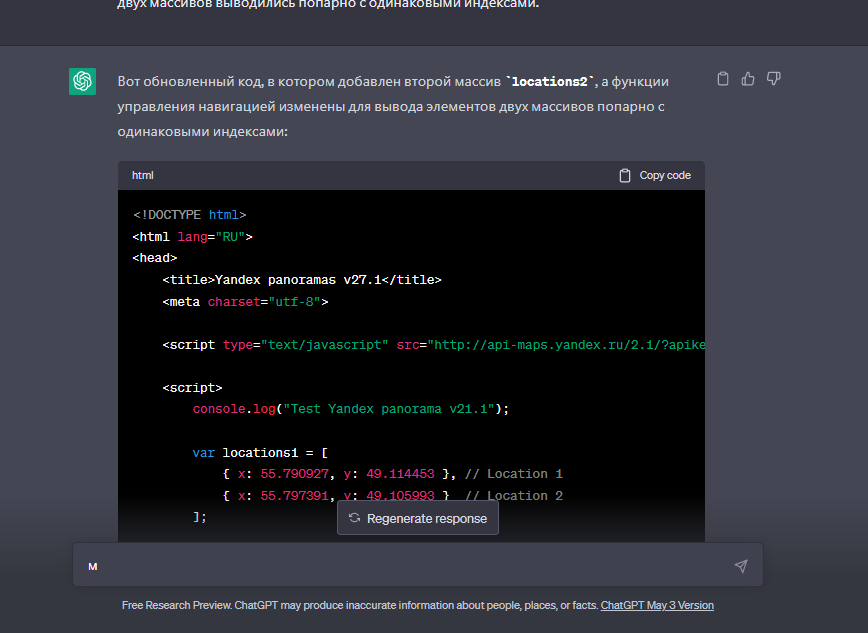 двух массивов выводились попарно с одинаковыми индексами.
Вот обновленный код, в котором добавлен второй массив `locations2`, а функции
управления навигацией изменены для вывода элементов двух массивов попарно с
одинаковыми индексами:
html
Copy code
<!DOCTYPE html>
<html lang="RU">
<head>
    <title>Yandex panoramas v27.1</title>
    <meta charset="utf-8">
    <script type="text/javascript" src="http://api-maps.yandex.ru/2.1/?apike
    <script>
        console.log("Test Yandex panorama v21.1");
        var locations1 = [
            { x: 55.790927, y: 49.114453 }, // Location 1
            { x: 55.797391, y: 49.105993 }  // Location 2
        ];
Regenerate response
м
Free Research Preview. ChatGPT may produce inaccurate information about people, places, or facts. ChatGPT May 3 Version